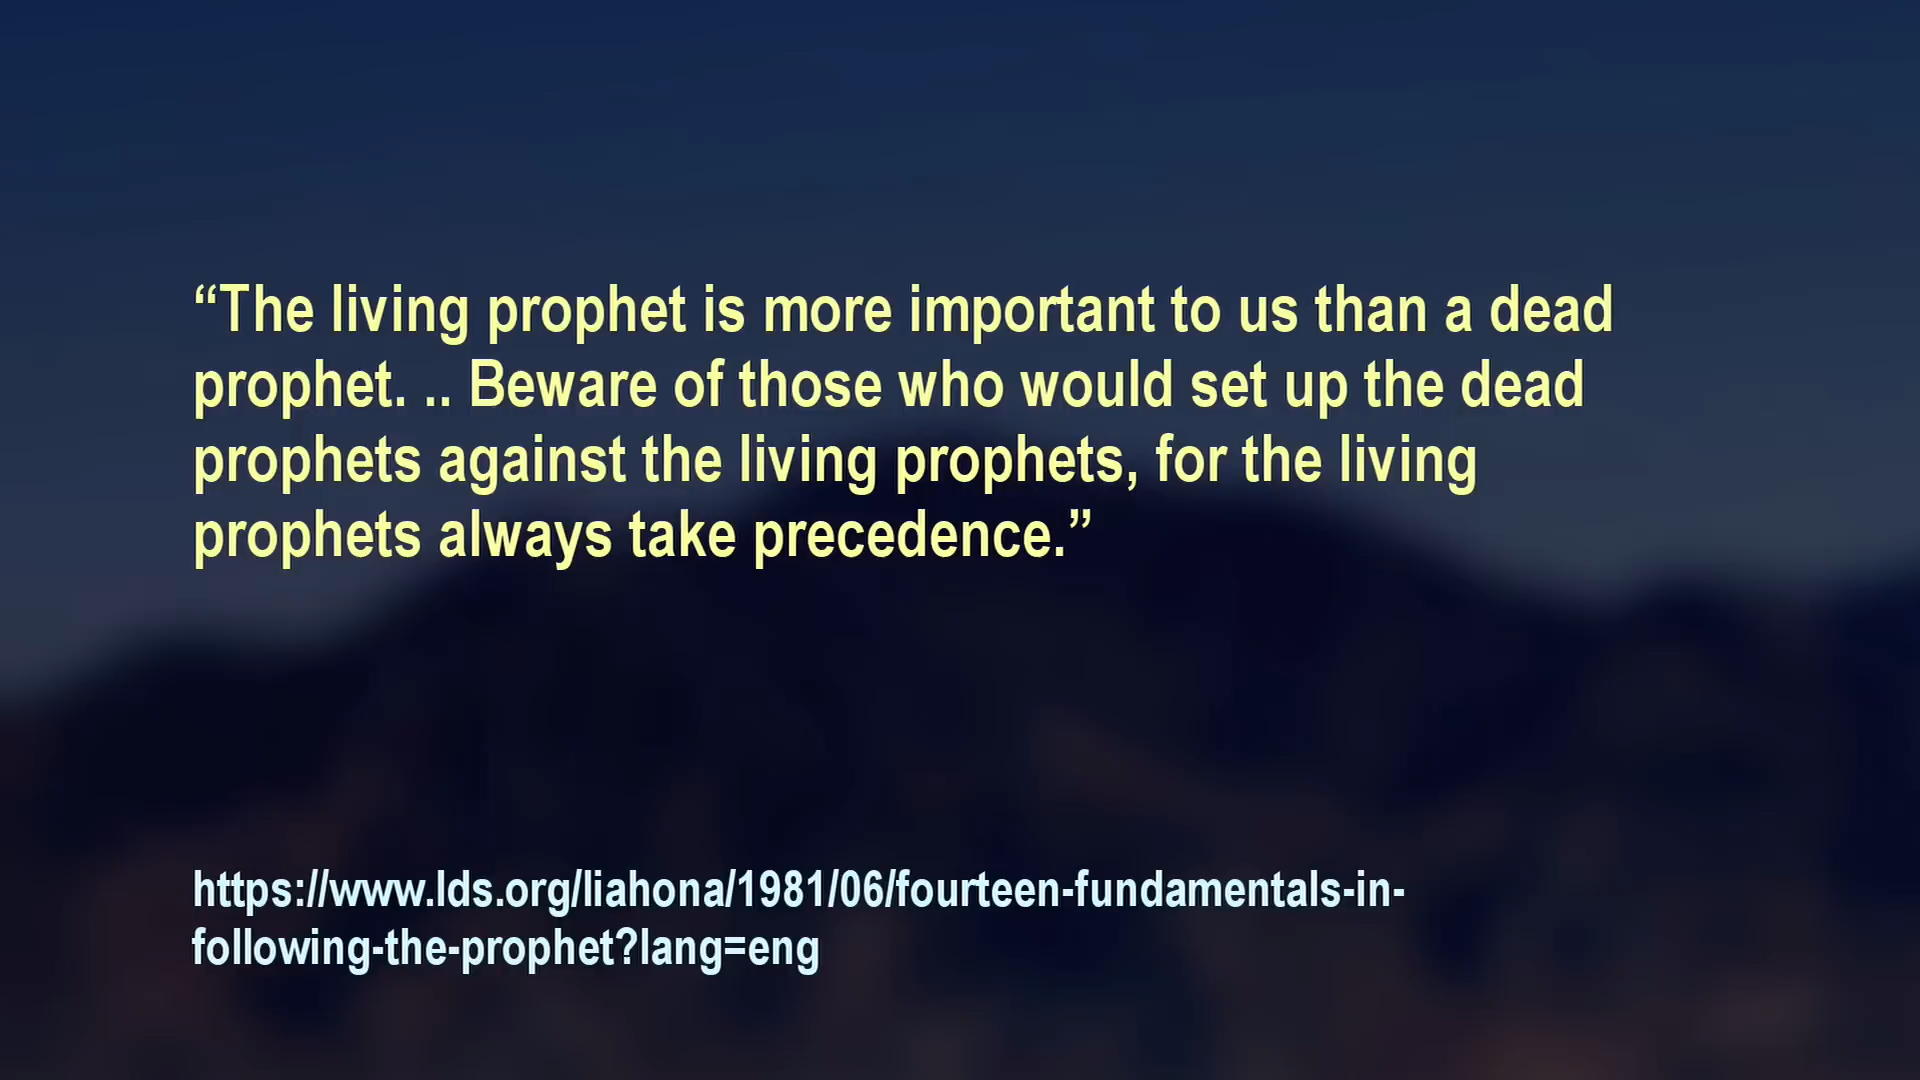 “The living prophet is more important to us than a dead
prophet. .. Beware of those who would set up the dead
prophets against the living prophets, for the living
prophets always take precedence.”
https://www.lds.org/liahona/1981/06/fourteen-fundamentals-in-
following-the-prophet?lang=eng